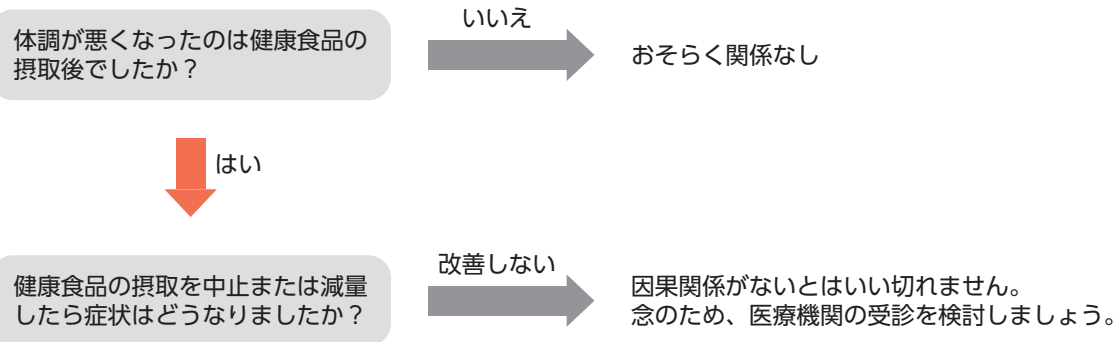 いいえ
体調が悪くなったのは健康食品の
摂取後でしたか？
おそらく関係なし
はい
改善しない
健康食品の摂取を中止または減量
したら症状はどうなりましたか？
因果関係がないとはいい切れません。
念のため、医療機関の受診を検討しましょう。